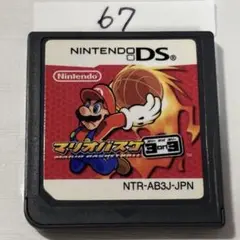 67
NINTENDO DS
Nintendo
マリオバスケ 3on3
MARIO BASKETBALL
NTR-AB3J-JPN